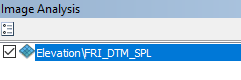 Image Analysis
Elevation\FRI_DTM_SPL